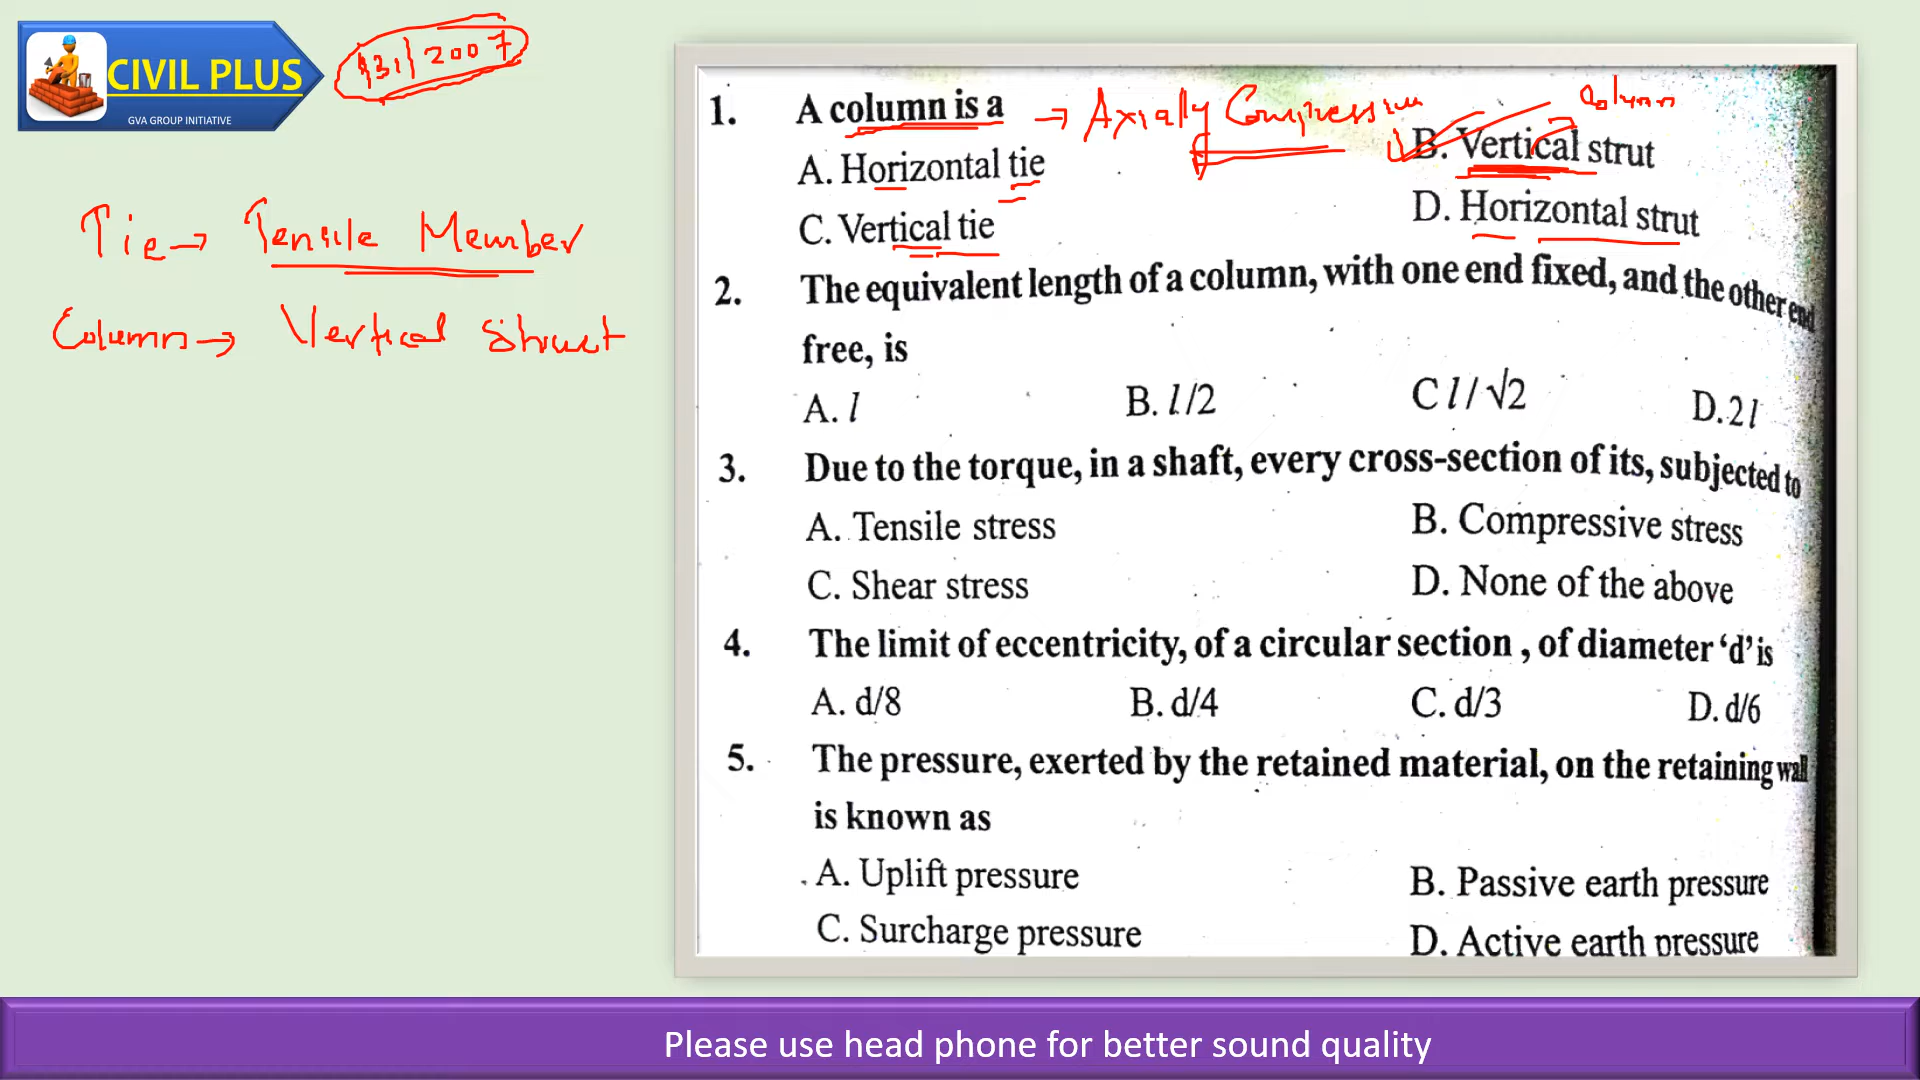 CIVIL PLUS
GVA GROUP INITIATIVE
131/2007
Tie → Tensile Member
Column → Vertical Strut
1. A column is a → Axially Compressive
Column
A. Horizontal tie B. Vertical strut
C. Vertical tie D. Horizontal strut
2. The equivalent length of a column, with one end fixed, and the other end
free, is
A. l B. l/2 C l/√2 D. 2l
3. Due to the torque, in a shaft, every cross-section of its, subjected to
A. Tensile stress B. Compressive stress
C. Shear stress D. None of the above
4. The limit of eccentricity, of a circular section , of diameter ‘d’ is
A. d/8 B. d/4 C. d/3 D. d/6
5. The pressure, exerted by the retained material, on the retaining wall
is known as
A. Uplift pressure B. Passive earth pressure
C. Surcharge pressure D. Active earth pressure
Please use head phone for better sound quality